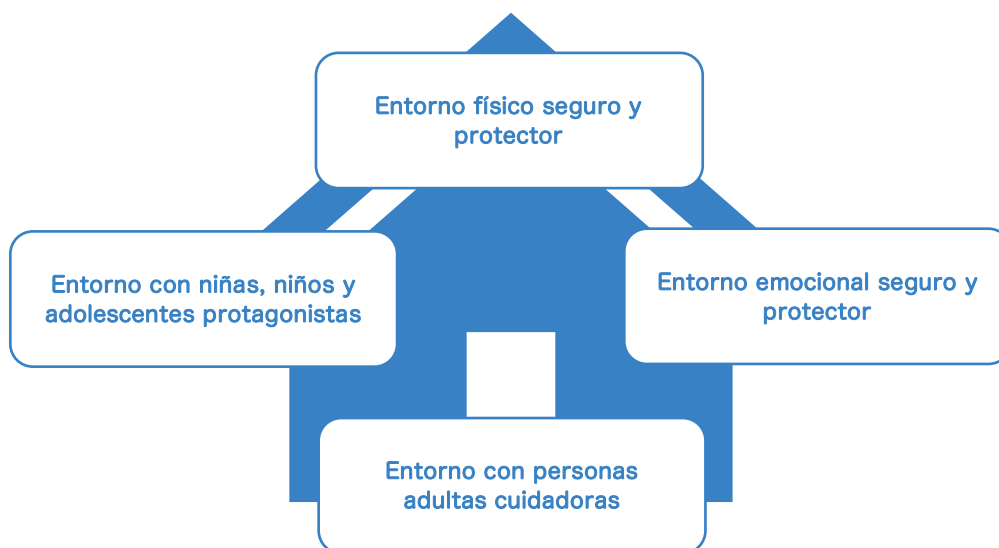 Entorno físico seguro y
protector
Entorno con niñas, niños y
adolescentes protagonistas
Entorno emocional seguro y
protector
Entorno con personas
adultas cuidadoras